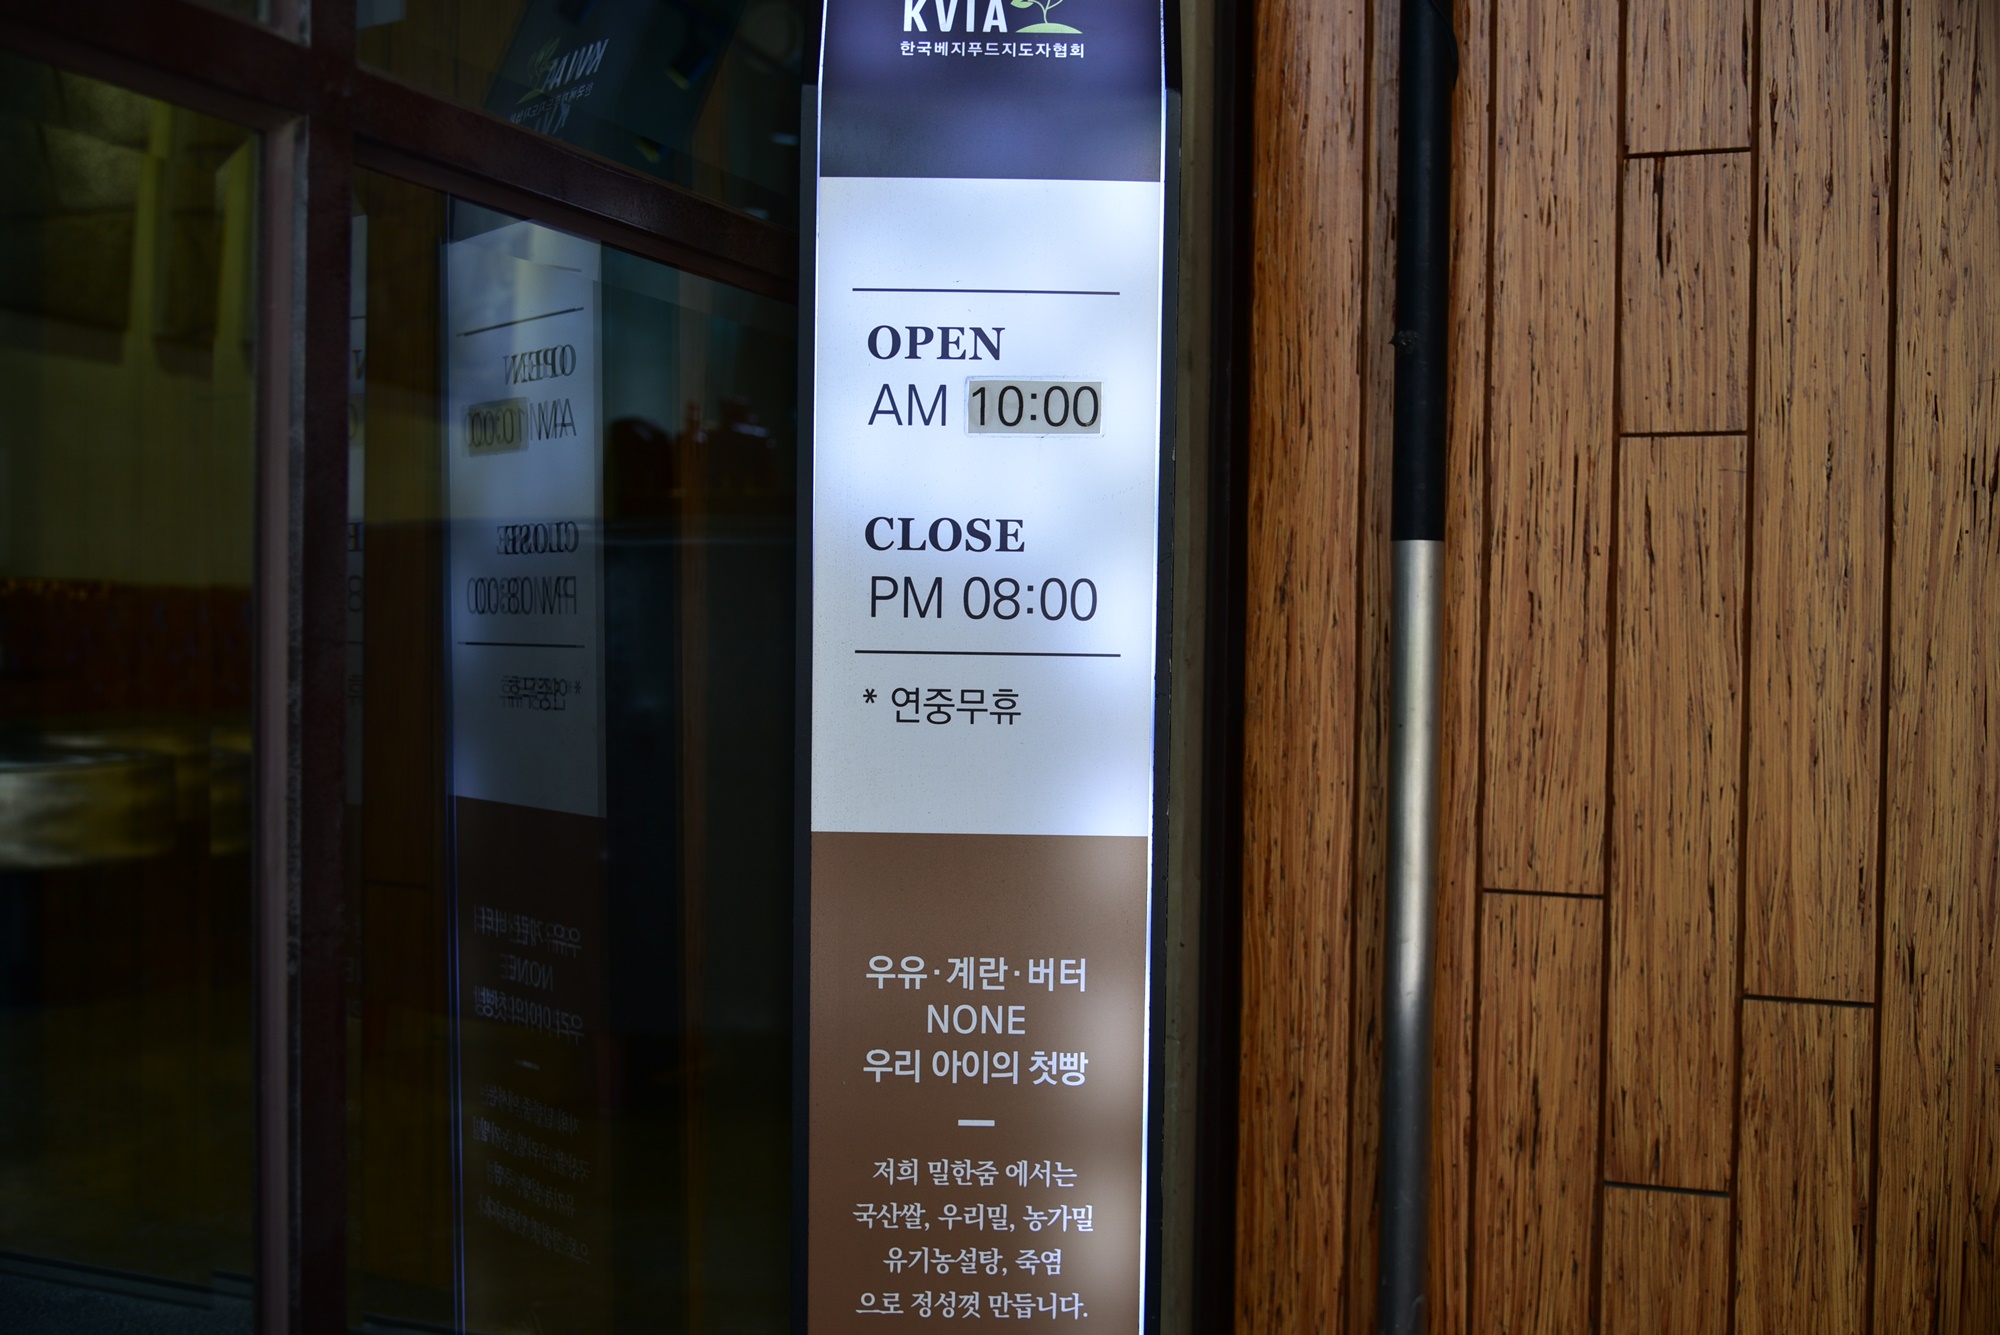 KVIA
한국베지푸드지도자협회
OPEN
AM 10:00
CLOSE
PM 08:00
* 연중무휴
우유·계란·버터
NONE
우리 아이의 첫빵
저희 밀한줌 에서는
국산쌀, 우리밀, 농가밀
유기농설탕, 죽염
으로 정성껏 만듭니다.